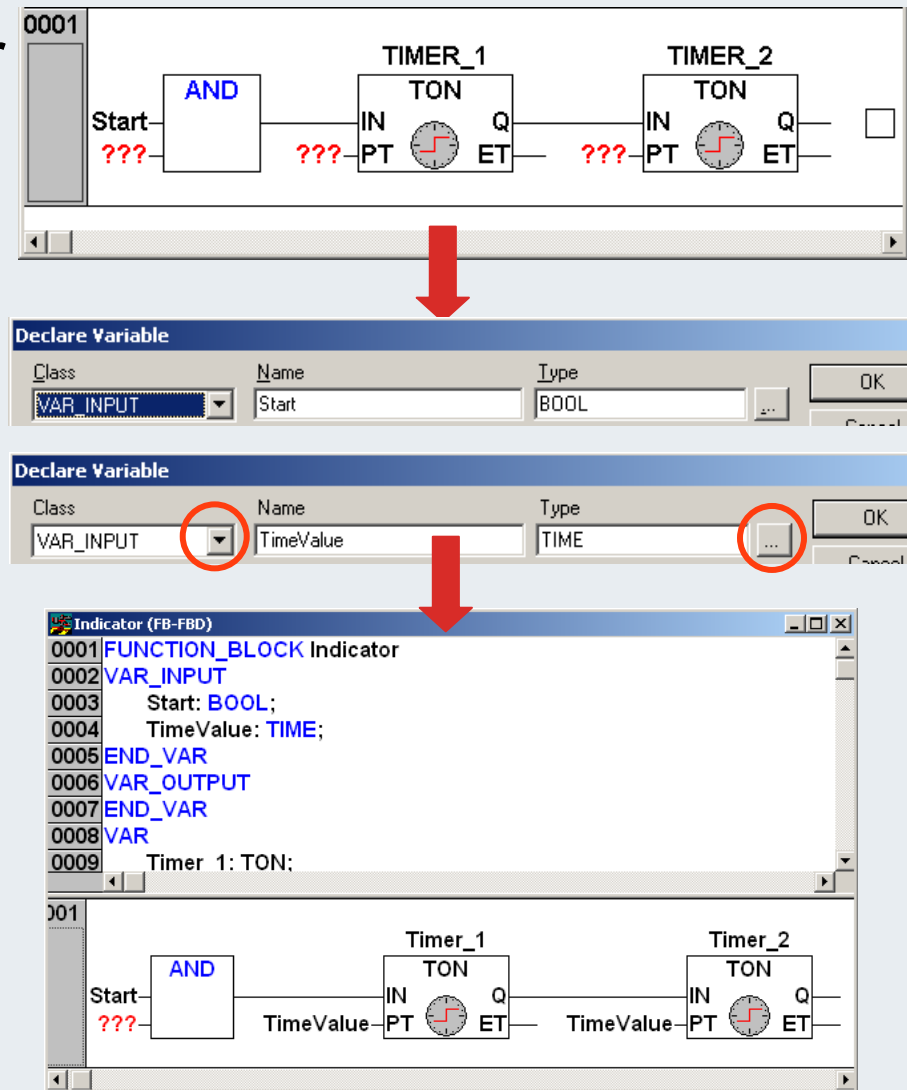 0001
TIMER_1 TIMER_2
AND TON TON
Start IN Q IN Q
??? ??? PT ET ??? PT ET
Declare Variable
Class Name Type
VAR_INPUT Start BOOL ... OK
Declare Variable
Class Name Type
VAR_INPUT TimeValue TIME ... OK
Indicator (FB-FBD)
0001 FUNCTION_BLOCK Indicator
0002 VAR_INPUT
0003 Start: BOOL;
0004 TimeValue: TIME;
0005 END_VAR
0006 VAR_OUTPUT
0007 END_VAR
0008 VAR
0009 Timer_1: TON;
001
Timer_1 Timer_2
AND TON TON
Start IN Q IN Q
??? TimeValue PT ET TimeValue PT ET